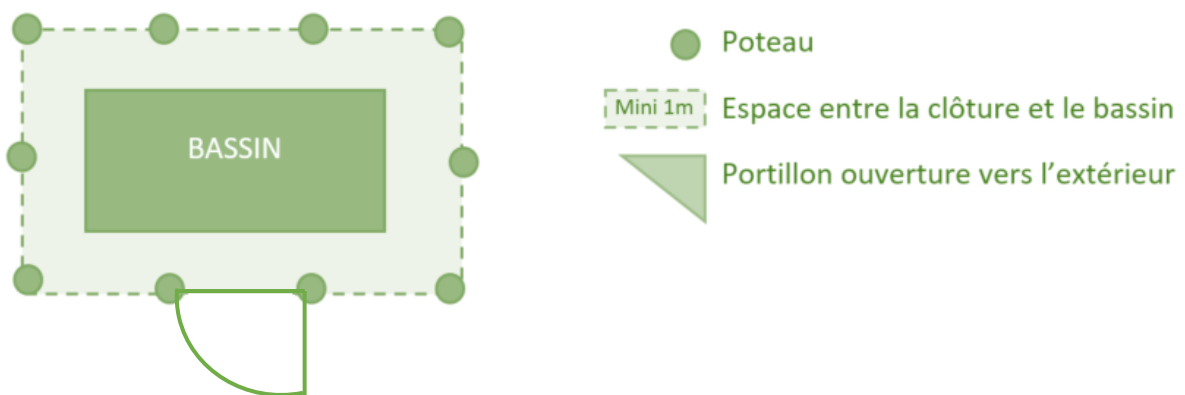 Poteau
BASSIN
Mini 1m Espace entre la clôture et le bassin
Portillon ouverture vers l’extérieur